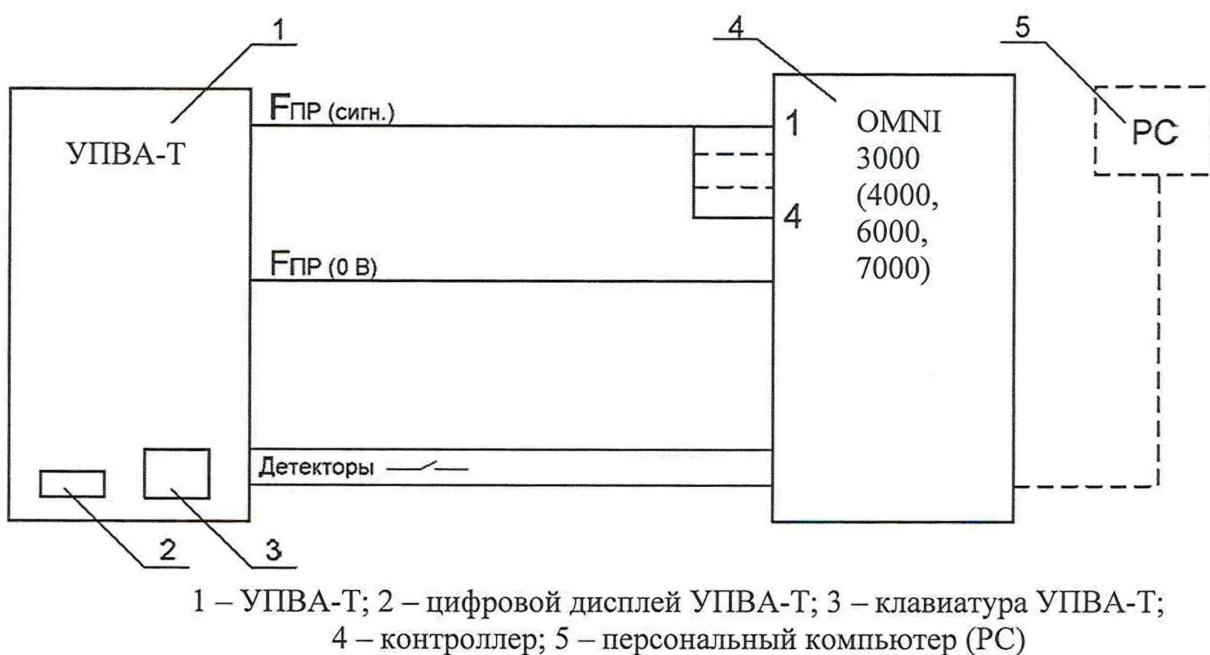 1
4
5
FПР (сигн.)
УПВА-Т
1
OMNI
3000
(4000,
6000,
7000)
PC
4
FПР (0 В)
Детекторы
2
3
1 – УПВА-Т; 2 – цифровой дисплей УПВА-Т; 3 – клавиатура УПВА-Т;
4 – контроллер; 5 – персональный компьютер (РС)